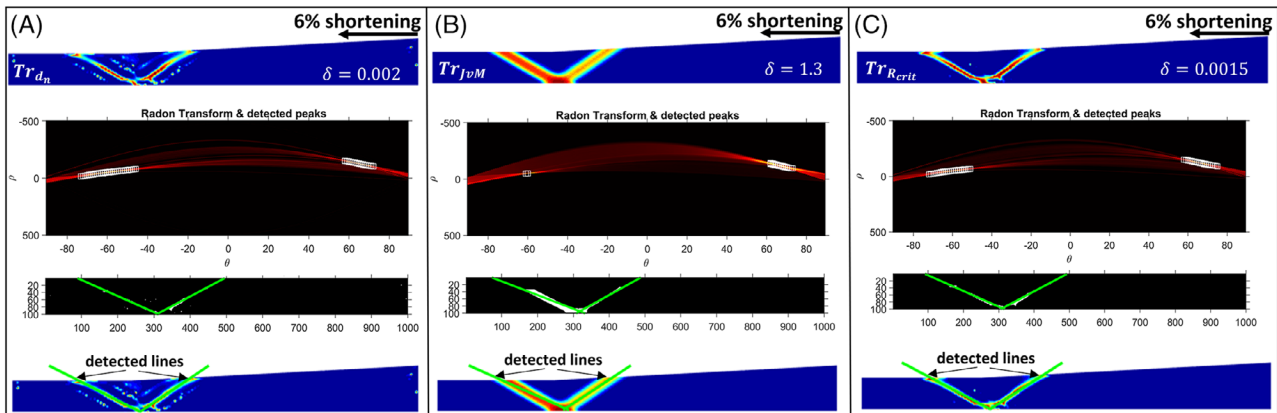 (A)
6% shortening
Tr_{d_n}
δ = 0.002
Radon Transform & detected peaks
-500
0
500
ρ
-80 -60 -40 -20 0 20 40 60 80
θ
20
40
60
80
100
100 200 300 400 500 600 700 800 900 1000
detected lines
(B)
6% shortening
Tr_{JvM}
δ = 1.3
Radon Transform & detected peaks
-500
0
500
ρ
-80 -60 -40 -20 0 20 40 60 80
θ
20
40
60
80
100
100 200 300 400 500 600 700 800 900 1000
detected lines
(C)
6% shortening
Tr_{R_{crit}}
δ = 0.0015
Radon Transform & detected peaks
-500
0
500
ρ
-80 -60 -40 -20 0 20 40 60 80
θ
20
40
60
80
100
100 200 300 400 500 600 700 800 900 1000
detected lines